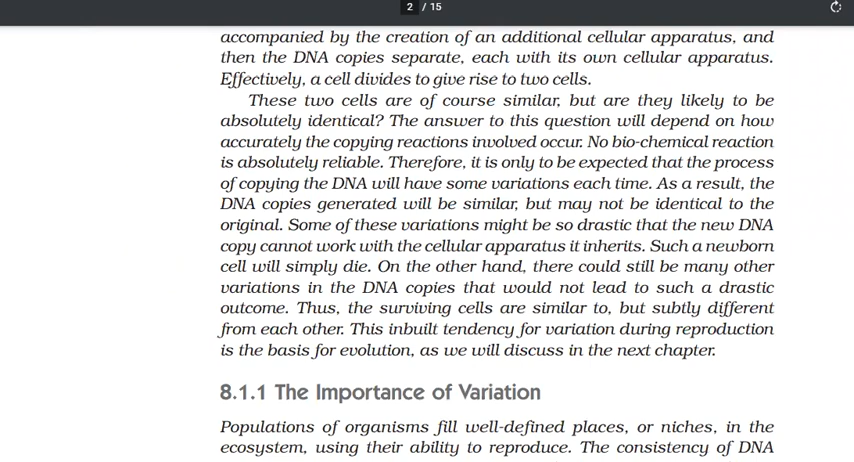 2 / 15
accompanied by the creation of an additional cellular apparatus, and
then the DNA copies separate, each with its own cellular apparatus.
Effectively, a cell divides to give rise to two cells.
These two cells are of course similar, but are they likely to be
absolutely identical? The answer to this question will depend on how
accurately the copying reactions involved occur. No bio-chemical reaction
is absolutely reliable. Therefore, it is only to be expected that the process
of copying the DNA will have some variations each time. As a result, the
DNA copies generated will be similar, but may not be identical to the
original. Some of these variations might be so drastic that the new DNA
copy cannot work with the cellular apparatus it inherits. Such a newborn
cell will simply die. On the other hand, there could still be many other
variations in the DNA copies that would not lead to such a drastic
outcome. Thus, the surviving cells are similar to, but subtly different
from each other. This inbuilt tendency for variation during reproduction
is the basis for evolution, as we will discuss in the next chapter.
8.1.1 The Importance of Variation
Populations of organisms fill well-defined places, or niches, in the
ecosystem, using their ability to reproduce. The consistency of DNA